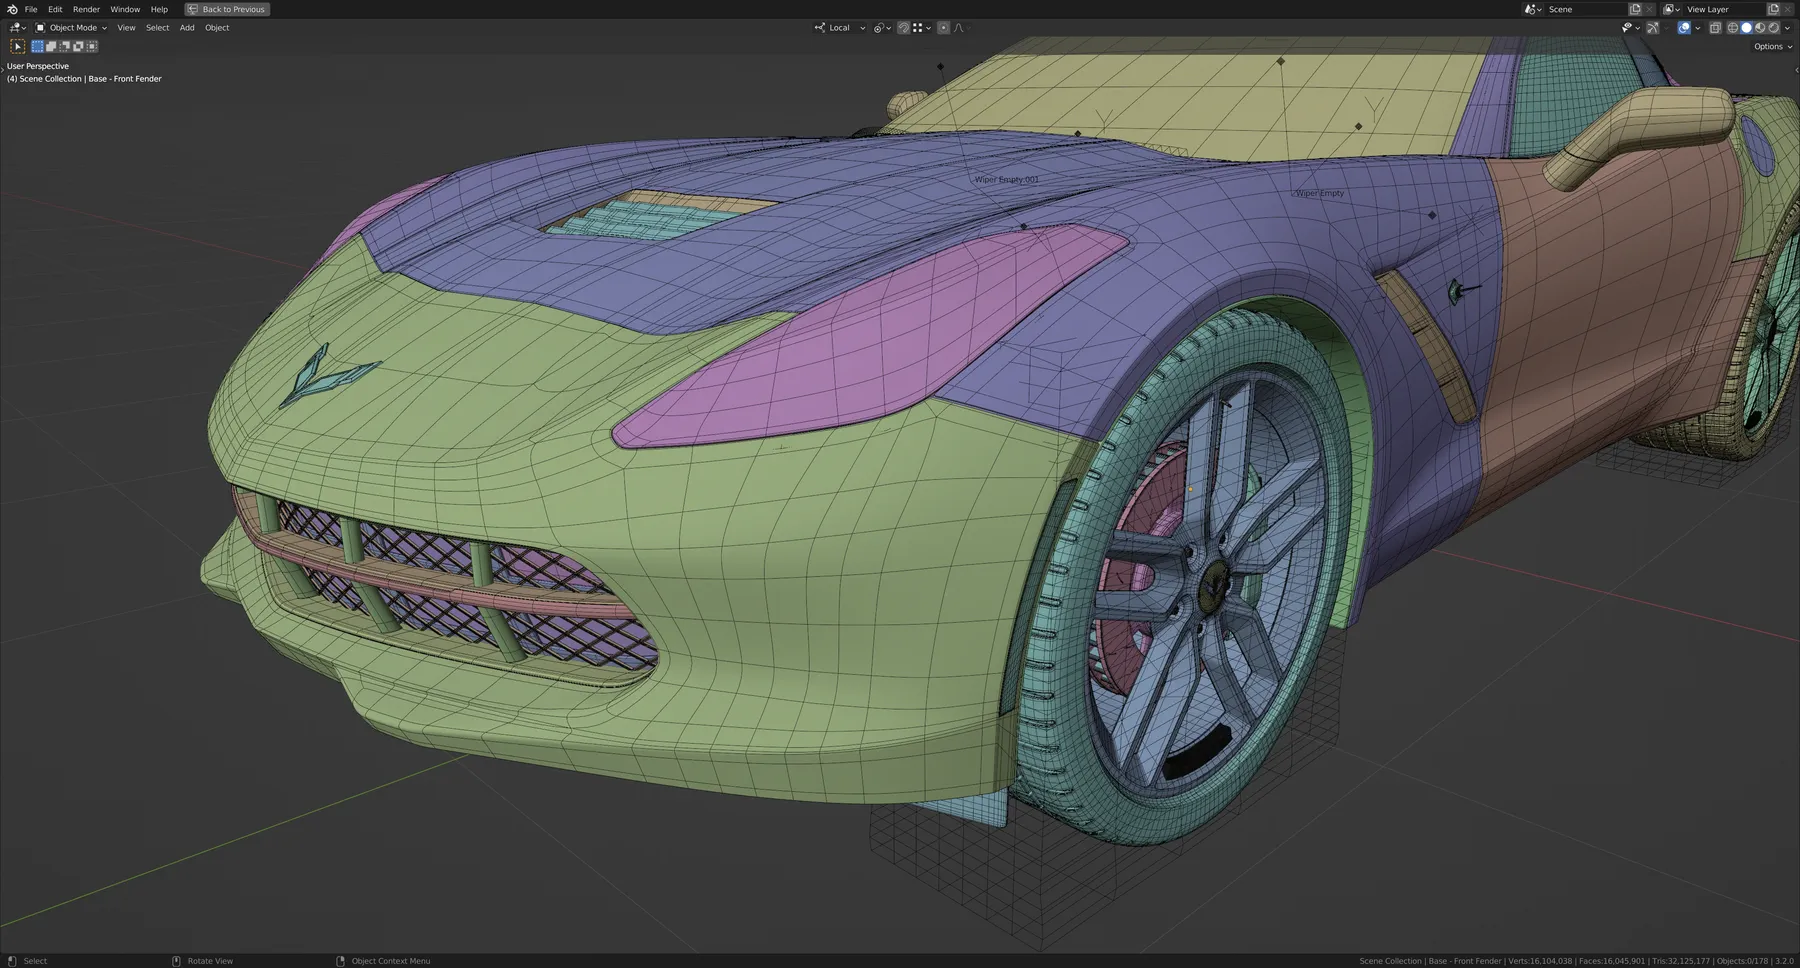 File Edit Render Window Help Back to Previous Scene View Layer
Object Mode View Select Add Object Local
Options
User Perspective
(4) Scene Collection | Base - Front Fender
Wiper Empty.001
Wiper Empty
Select Rotate View Object Context Menu Scene Collection | Base - Front Fender | Verts:16,104,038 | Faces:16,045,901 | Tris:32,125,177 | Objects:0/178 | 3.2.0